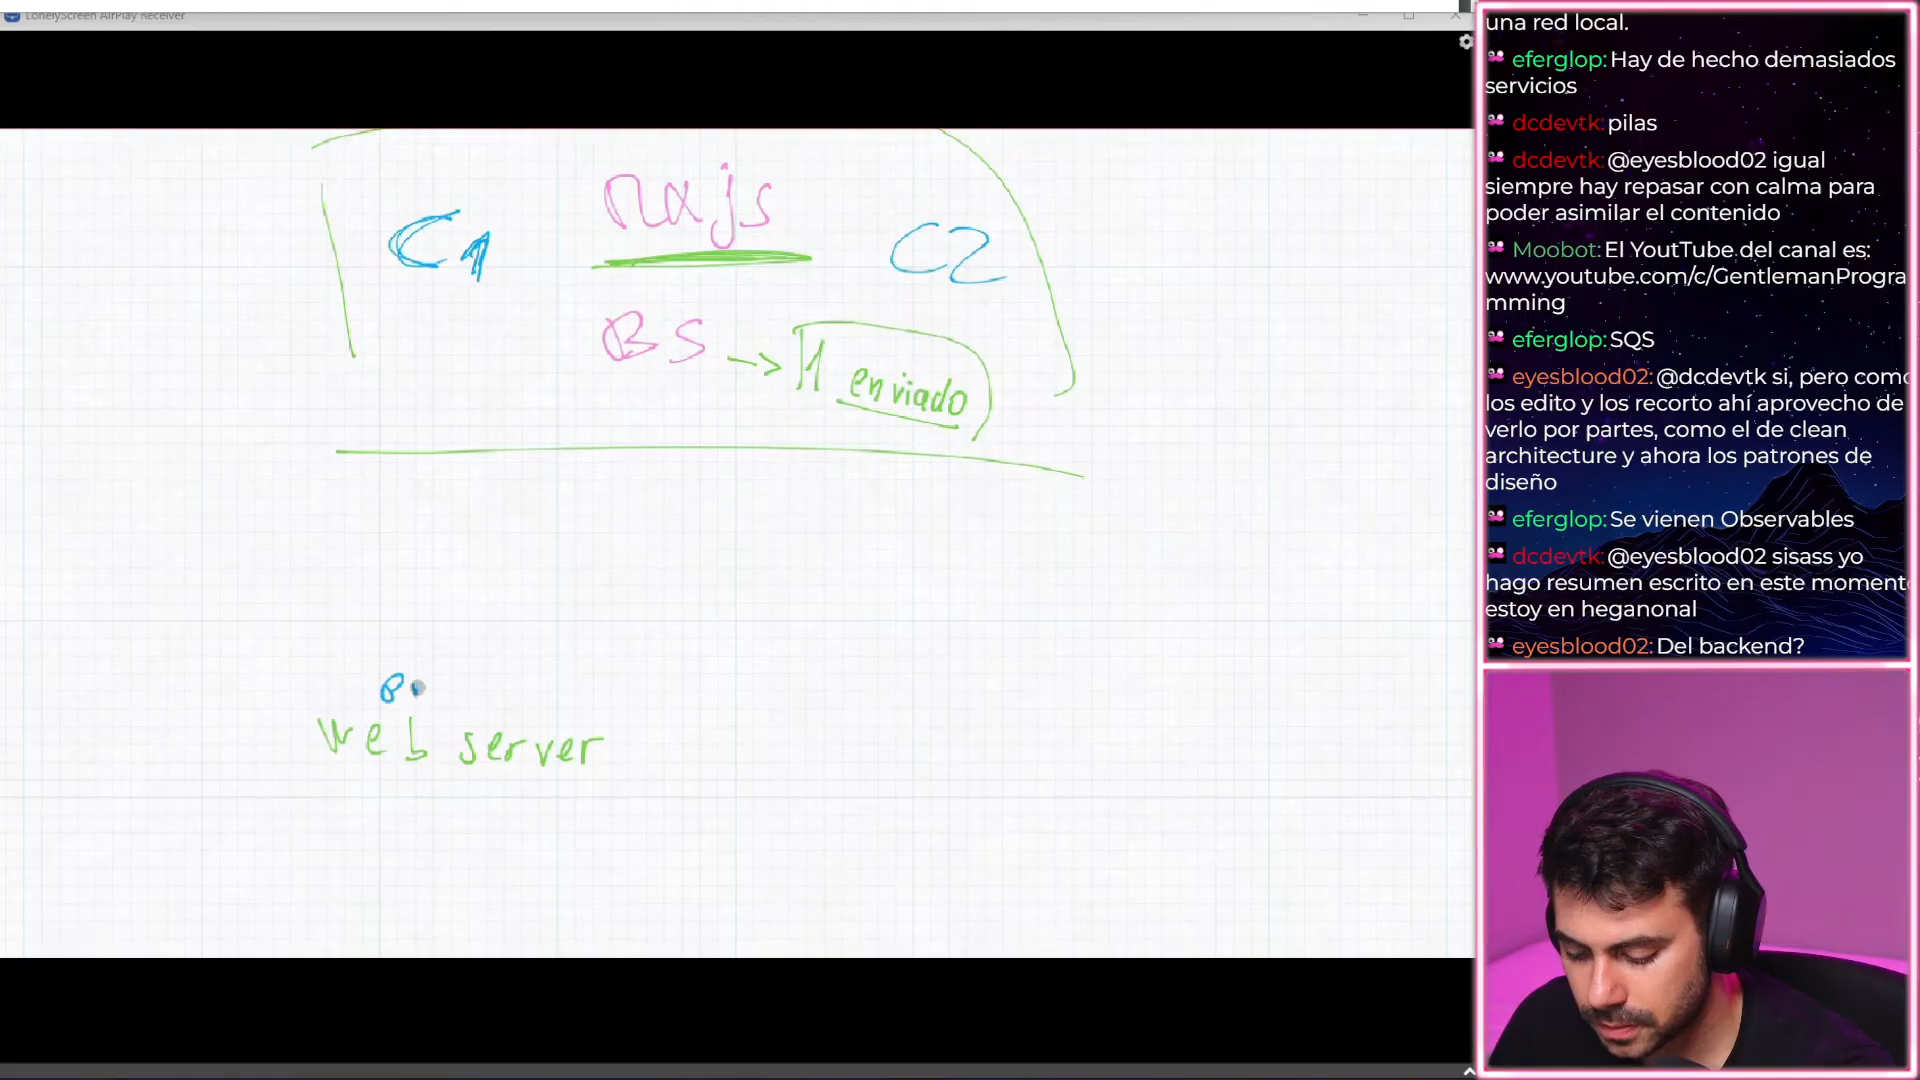 LonelyScreen AirPlay Receiver
C1
rxjs
C2
BS
1 enviado
web server
una red local.
eferglop: Hay de hecho demasiados
servicios
dcdevtk: pilas
dcdevtk: @eyesblood02 igual
siempre hay repasar con calma para
poder asimilar el contenido
Moobot: El YoutTube del canal es:
www.youtube.com/c/GentlemanProgra
mming
eferglop: SQS
eyesblood02: @dcdevtk si, pero como
los edito y los recorto ahí aprovecho de
verlo por partes, como el de clean
architecture y ahora los patrones de
diseño
eferglop: Se vienen Observables
dcdevtk: @eyesblood02 sisass yo
hago resumen escrito en este momento
estoy en heganonal
eyesblood02: Del backend?